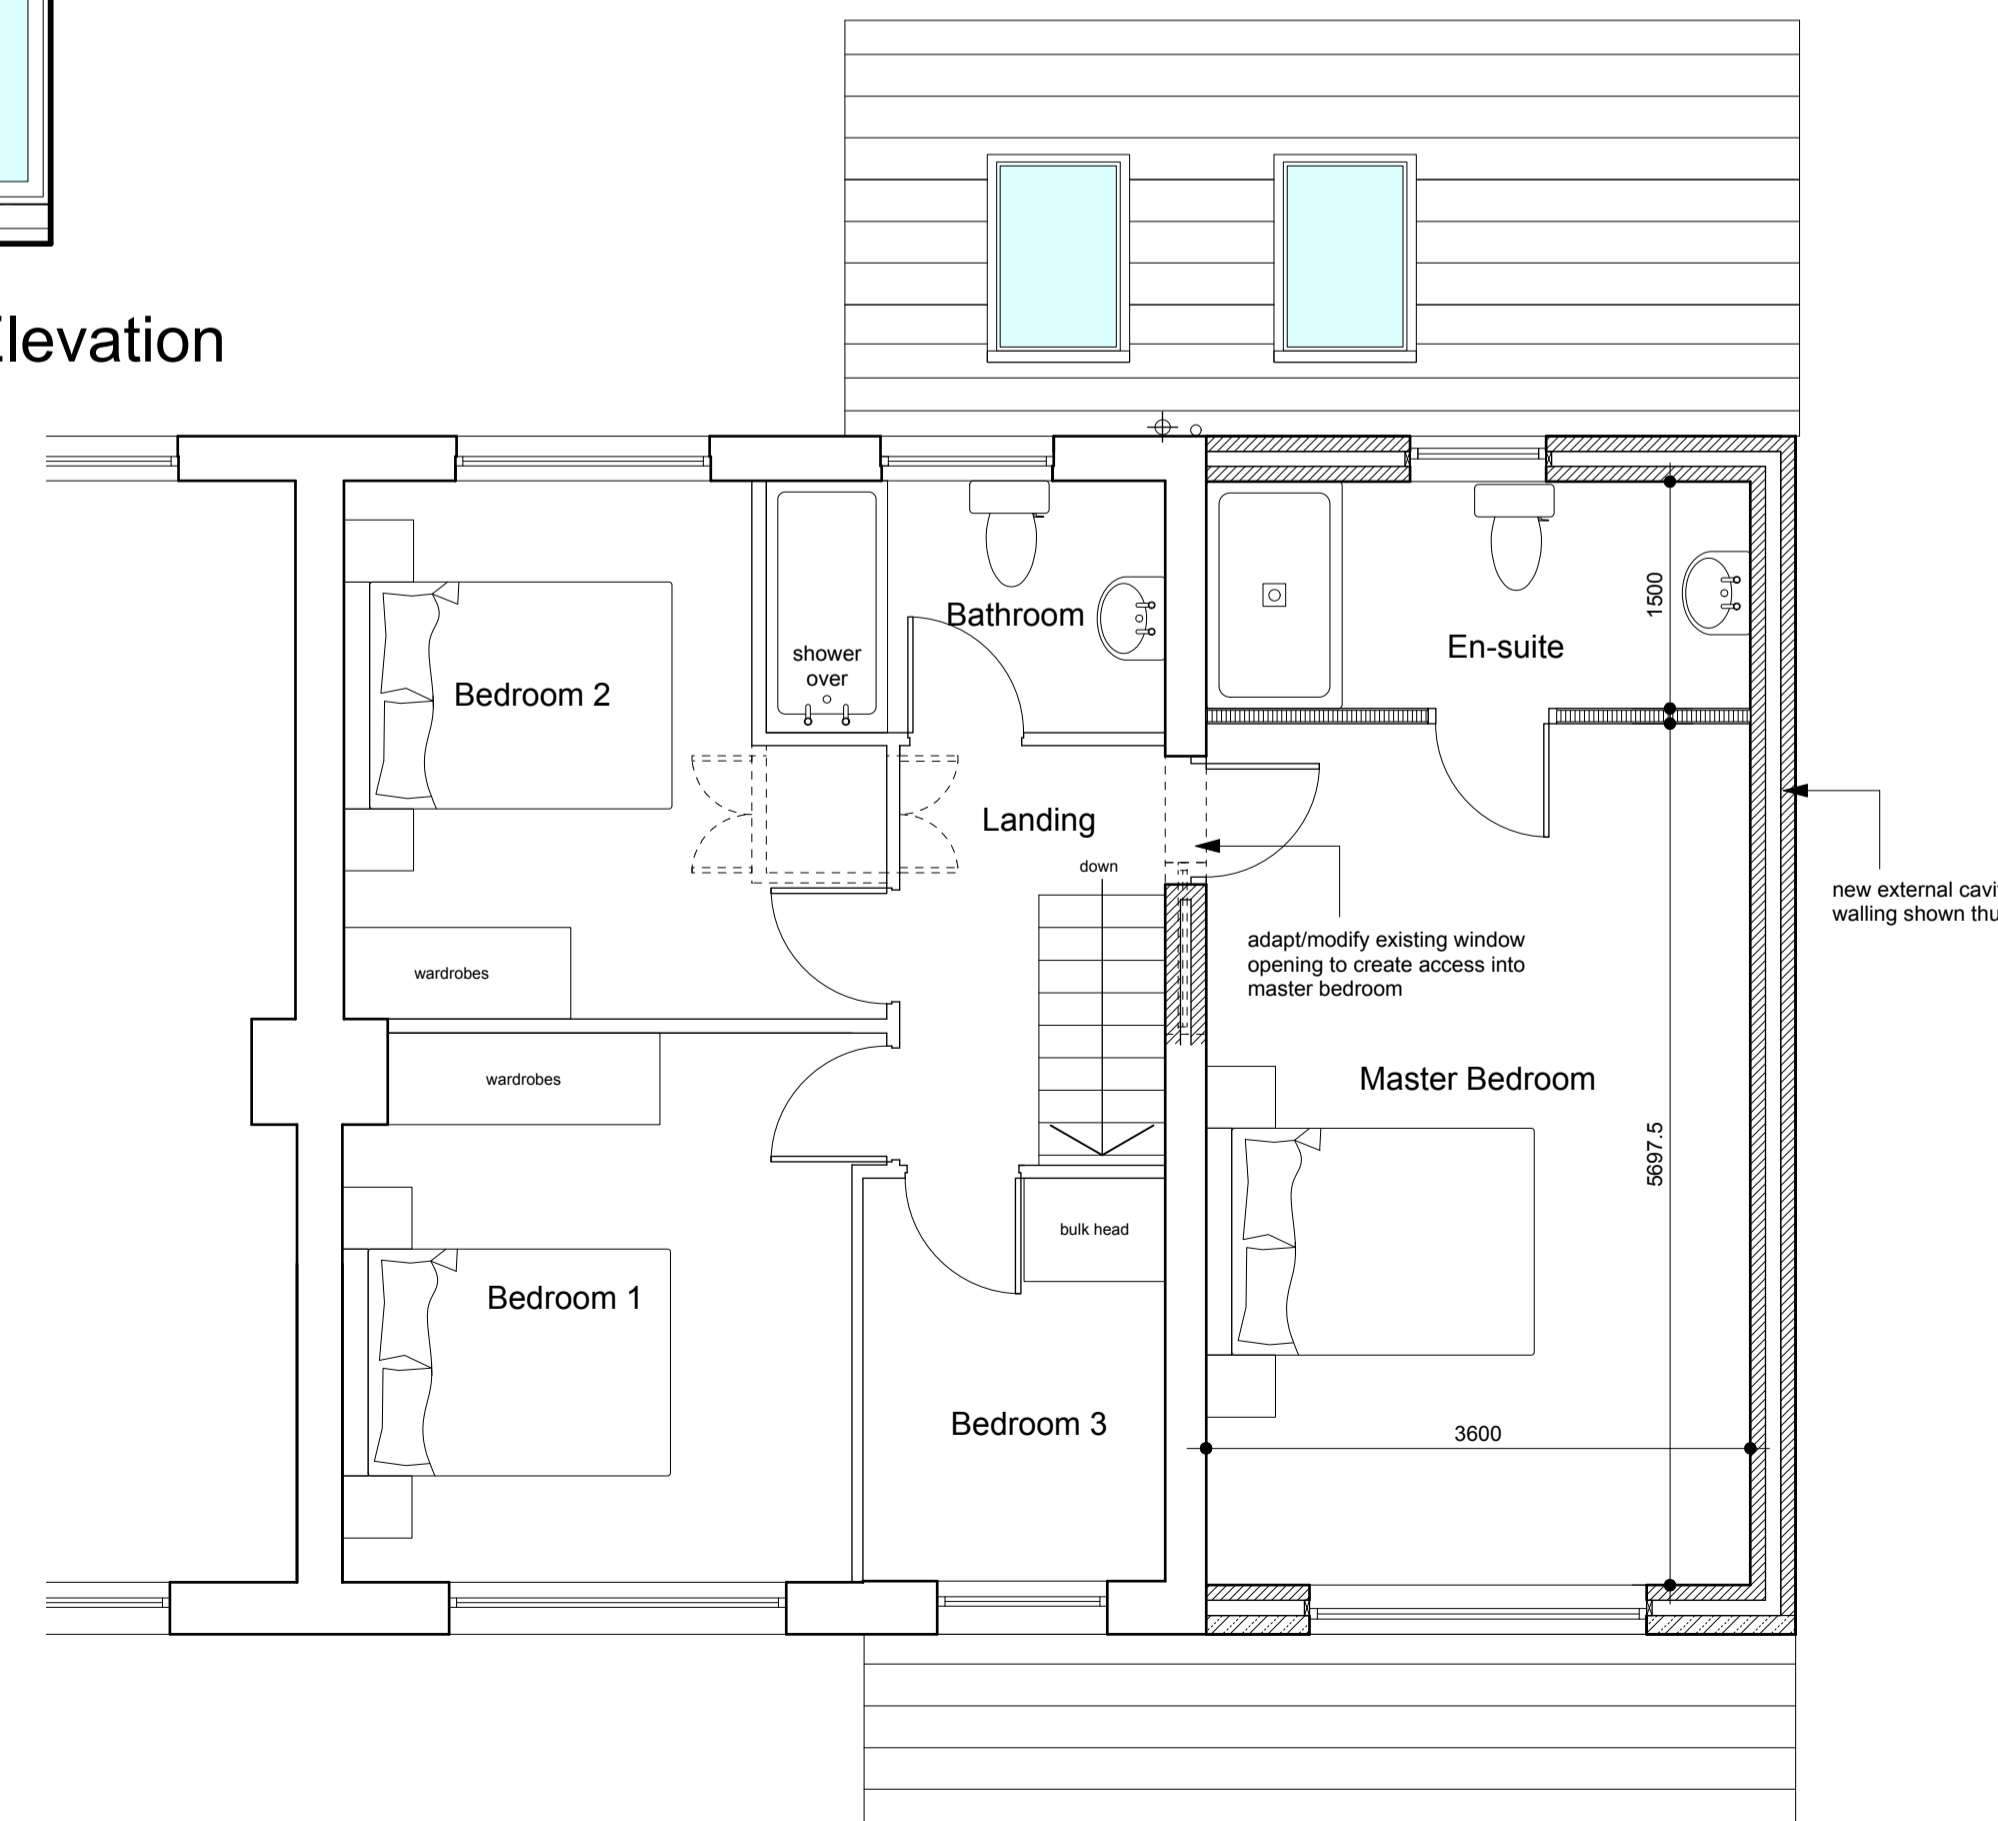 Elevation
Bathroom
shower
over
En-suite
1500
Bedroom 2
Landing
down
new external
walling shown
adapt/modify existing window
opening to create access into
master bedroom
wardrobes
wardrobes
Master Bedroom
5697.5
bulk head
Bedroom 1
Bedroom 3
3600